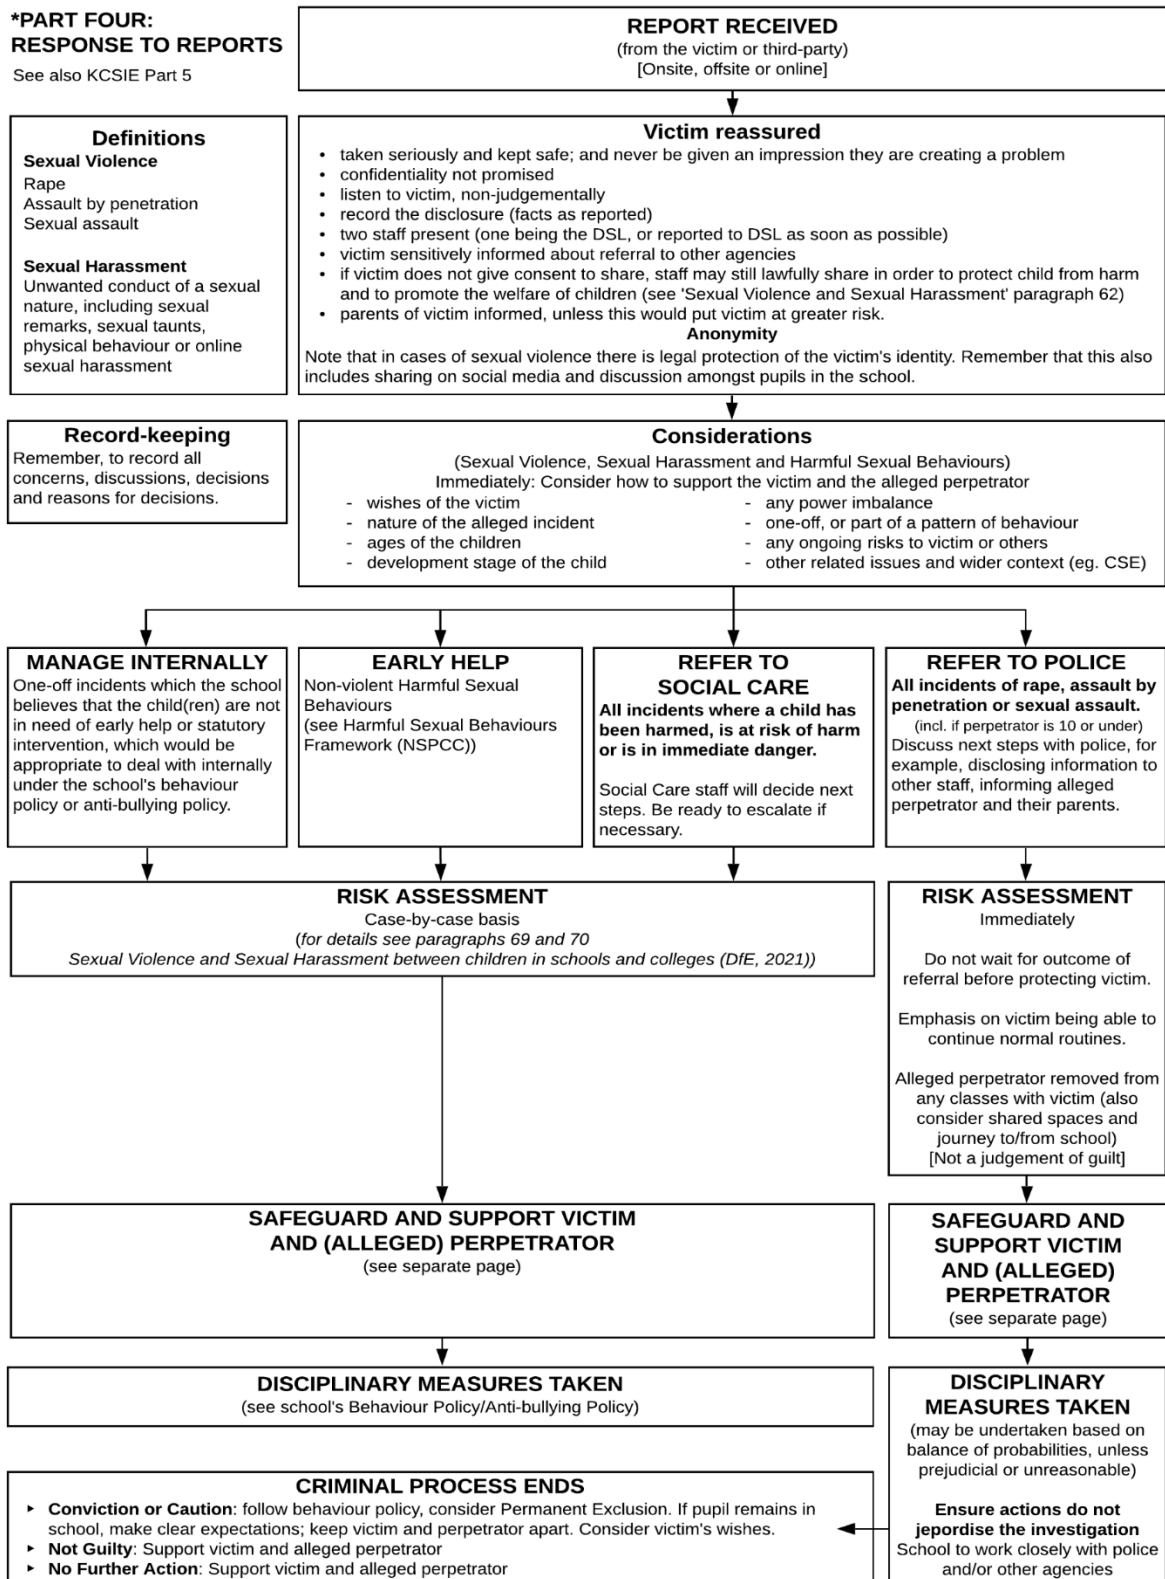 *PART FOUR:
RESPONSE TO REPORTS
See also KCSIE Part 5
REPORT RECEIVED
(from the victim or third-party)
[Onsite, offsite or online]
Definitions
Sexual Violence
Rape
Assault by penetration
Sexual assault
Sexual Harassment
Unwanted conduct of a sexual
nature, including sexual
remarks, sexual taunts,
physical behaviour or online
sexual harassment
Victim reassured
• taken seriously and kept safe; and never be given an impression they are creating a problem
• confidentiality not promised
• listen to victim, non-judgementally
• record the disclosure (facts as reported)
• two staff present (one being the DSL, or reported to DSL as soon as possible)
• victim sensitively informed about referral to other agencies
• if victim does not give consent to share, staff may still lawfully share in order to protect child from harm
and to promote the welfare of children (see 'Sexual Violence and Sexual Harassment' paragraph 62)
• parents of victim informed, unless this would put victim at greater risk.
Anonymity
Note that in cases of sexual violence there is legal protection of the victim's identity. Remember that this also
includes sharing on social media and discussion amongst pupils in the school.
Record-keeping
Remember, to record all
concerns, discussions, decisions
and reasons for decisions.
Considerations
(Sexual Violence, Sexual Harassment and Harmful Sexual Behaviours)
Immediately: Consider how to support the victim and the alleged perpetrator
- wishes of the victim
- nature of the alleged incident
- ages of the children
- development stage of the child
- any power imbalance
- one-off, or part of a pattern of behaviour
- any ongoing risks to victim or others
- other related issues and wider context (eg. CSE)
MANAGE INTERNALLY
One-off incidents which the school
believes that the child(ren) are not
in need of early help or statutory
intervention, which would be
appropriate to deal with internally
under the school's behaviour
policy or anti-bullying policy.
EARLY HELP
Non-violent Harmful Sexual
Behaviours
(see Harmful Sexual Behaviours
Framework (NSPCC))
REFER TO
SOCIAL CARE
All incidents where a child has
been harmed, is at risk of harm
or is in immediate danger.
Social Care staff will decide next
steps. Be ready to escalate if
necessary.
REFER TO POLICE
All incidents of rape, assault by
penetration or sexual assault.
(incl. if perpetrator is 10 or under)
Discuss next steps with police, for
example, disclosing information to
other staff, informing alleged
perpetrator and their parents.
RISK ASSESSMENT
Case-by-case basis
(for details see paragraphs 69 and 70
Sexual Violence and Sexual Harassment between children in schools and colleges (DfE, 2021))
RISK ASSESSMENT
Immediately
Do not wait for outcome of
referral before protecting victim.
Emphasis on victim being able to
continue normal routines.
Alleged perpetrator removed from
any classes with victim (also
consider shared spaces and
journey to/from school)
[Not a judgement of guilt]
SAFEGUARD AND SUPPORT VICTIM
AND (ALLEGED) PERPETRATOR
(see separate page)
SAFEGUARD AND
SUPPORT VICTIM
AND (ALLEGED)
PERPETRATOR
(see separate page)
DISCIPLINARY MEASURES TAKEN
(see school's Behaviour Policy/Anti-bullying Policy)
DISCIPLINARY
MEASURES TAKEN
(may be undertaken based on
balance of probabilities, unless
prejudicial or unreasonable)
Ensure actions do not
jepordise the investigation
School to work closely with police
and/or other agencies
CRIMINAL PROCESS ENDS
▸ Conviction or Caution: follow behaviour policy, consider Permanent Exclusion. If pupil remains in
school, make clear expectations; keep victim and perpetrator apart. Consider victim's wishes.
▸ Not Guilty: Support victim and alleged perpetrator
▸ No Further Action: Support victim and alleged perpetrator